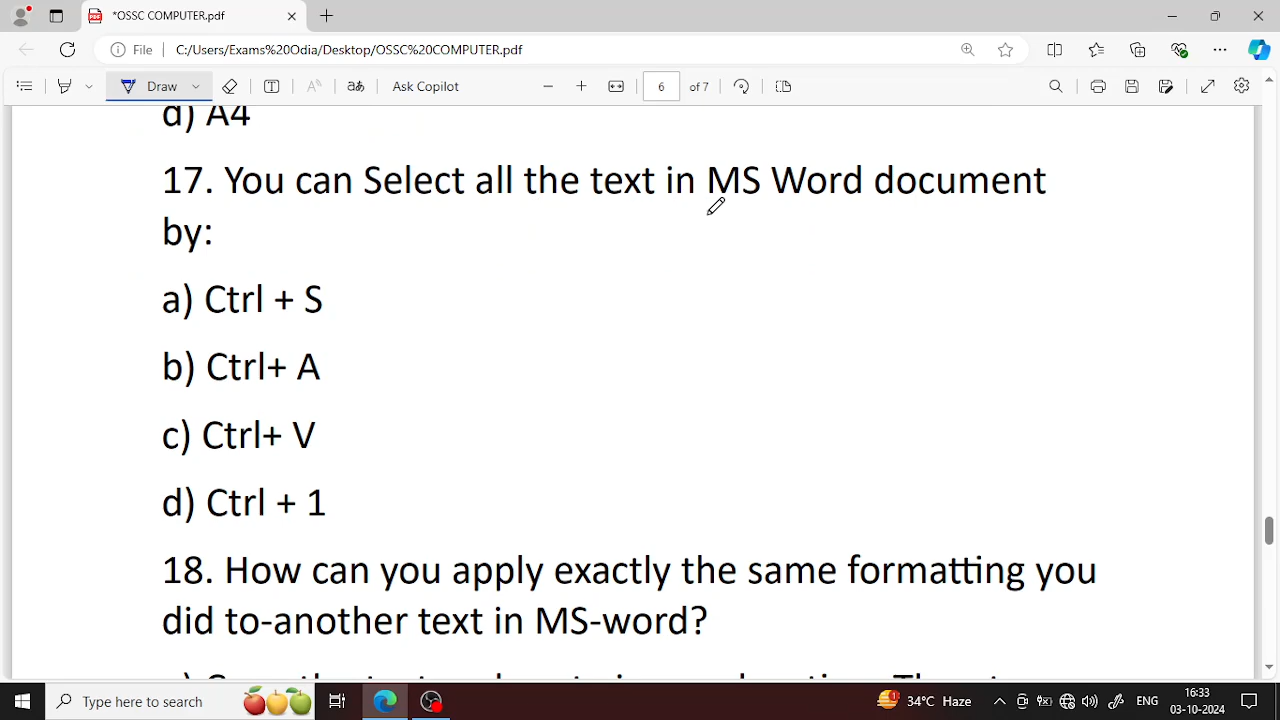 *OSSC COMPUTER.pdf
File
C:/Users/Exams%20Odia/Desktop/OSSC%20COMPUTER.pdf
Draw
Ask Copilot
6
of 7
d) A4
17. You can Select all the text in MS Word document
by:
a) Ctrl + S
b) Ctrl+ A
c) Ctrl+ V
d) Ctrl + 1
18. How can you apply exactly the same formatting you
did to-another text in MS-word?
Type here to search
34°C Haze
ENG
16:33
03-10-2024